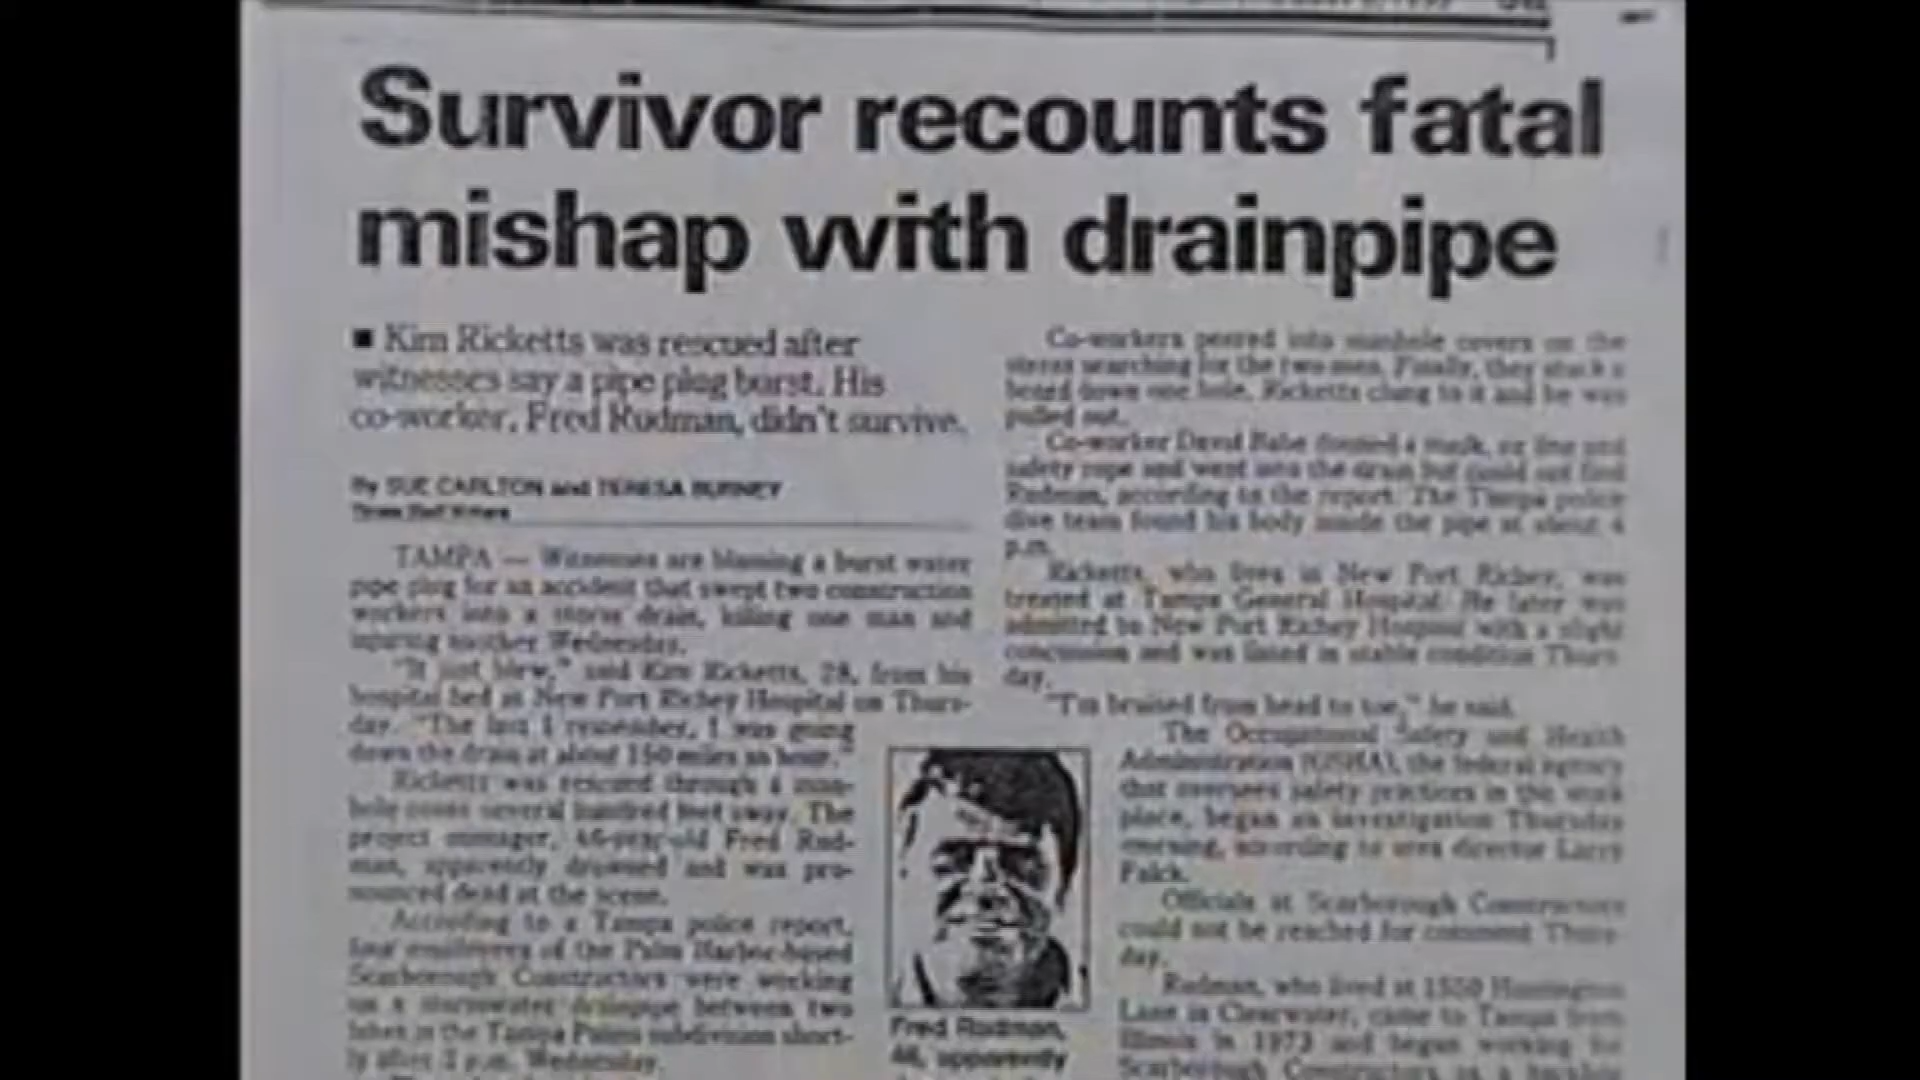 Survivor recounts fatal
mishap with drainpipe
■ Kim Ricketts was rescued after
witnesses say a pipe plug burst. His
co-worker, Fred Rudman, didn't survive.
By SUE CARLTON and TERESA BURNEY
Times Staff Writers
TAMPA — Witnesses are blaming a burst water
pipe plug for an accident that swept two construction
workers into a storm drain, killing one man and
injuring another Wednesday.
"It just blew," said Kim Ricketts, 28, from his
hospital bed at New Port Richey Hospital on Thurs-
day. "The last I remember, I was going
down the drain at about 150 miles an hour."
Ricketts was rescued through a man-
hole cover several hundred feet away. The
project manager, 46-year-old Fred Rud-
man, apparently drowned and was pro-
nounced dead at the scene.
According to a Tampa police report,
four employees of the Palm Harbor-based
Scarborough Constructors were working
on a stormwater drainpipe between two
lakes in the Tampa Palms subdivision short-
ly after 2 p.m. Wednesday.
Co-workers peered into manhole covers on the
street searching for the two men. Finally, they stuck a
board down one hole. Ricketts clung to it and he was
pulled out.
Co-worker David donned a mask, air line and
safety rope and went into the drain but could not find
Rudman, according to the report. The Tampa police
dive team found his body inside the pipe at about 4
p.m.
Ricketts, who lives in New Port Richey, was
treated at Tampa General Hospital. He later was
admitted to New Port Richey Hospital with a slight
concussion and was listed in stable condition Thurs-
day.
"I'm bruised from head to toe," he said.
The Occupational Safety and Health
Administration (OSHA), the federal agency
that oversees safety practices in the work
place, began an investigation Thursday
morning, according to area director Larry
Falck.
Officials at Scarborough Constructors
could not be reached for comment Thurs-
day.
Rudman, who lived at 1550 Huntington
Lane in Clearwater, came to Tampa from
Illinois in 1973 and began working for
Scarborough Constructors as a
Fred Rudman,
46, apparently